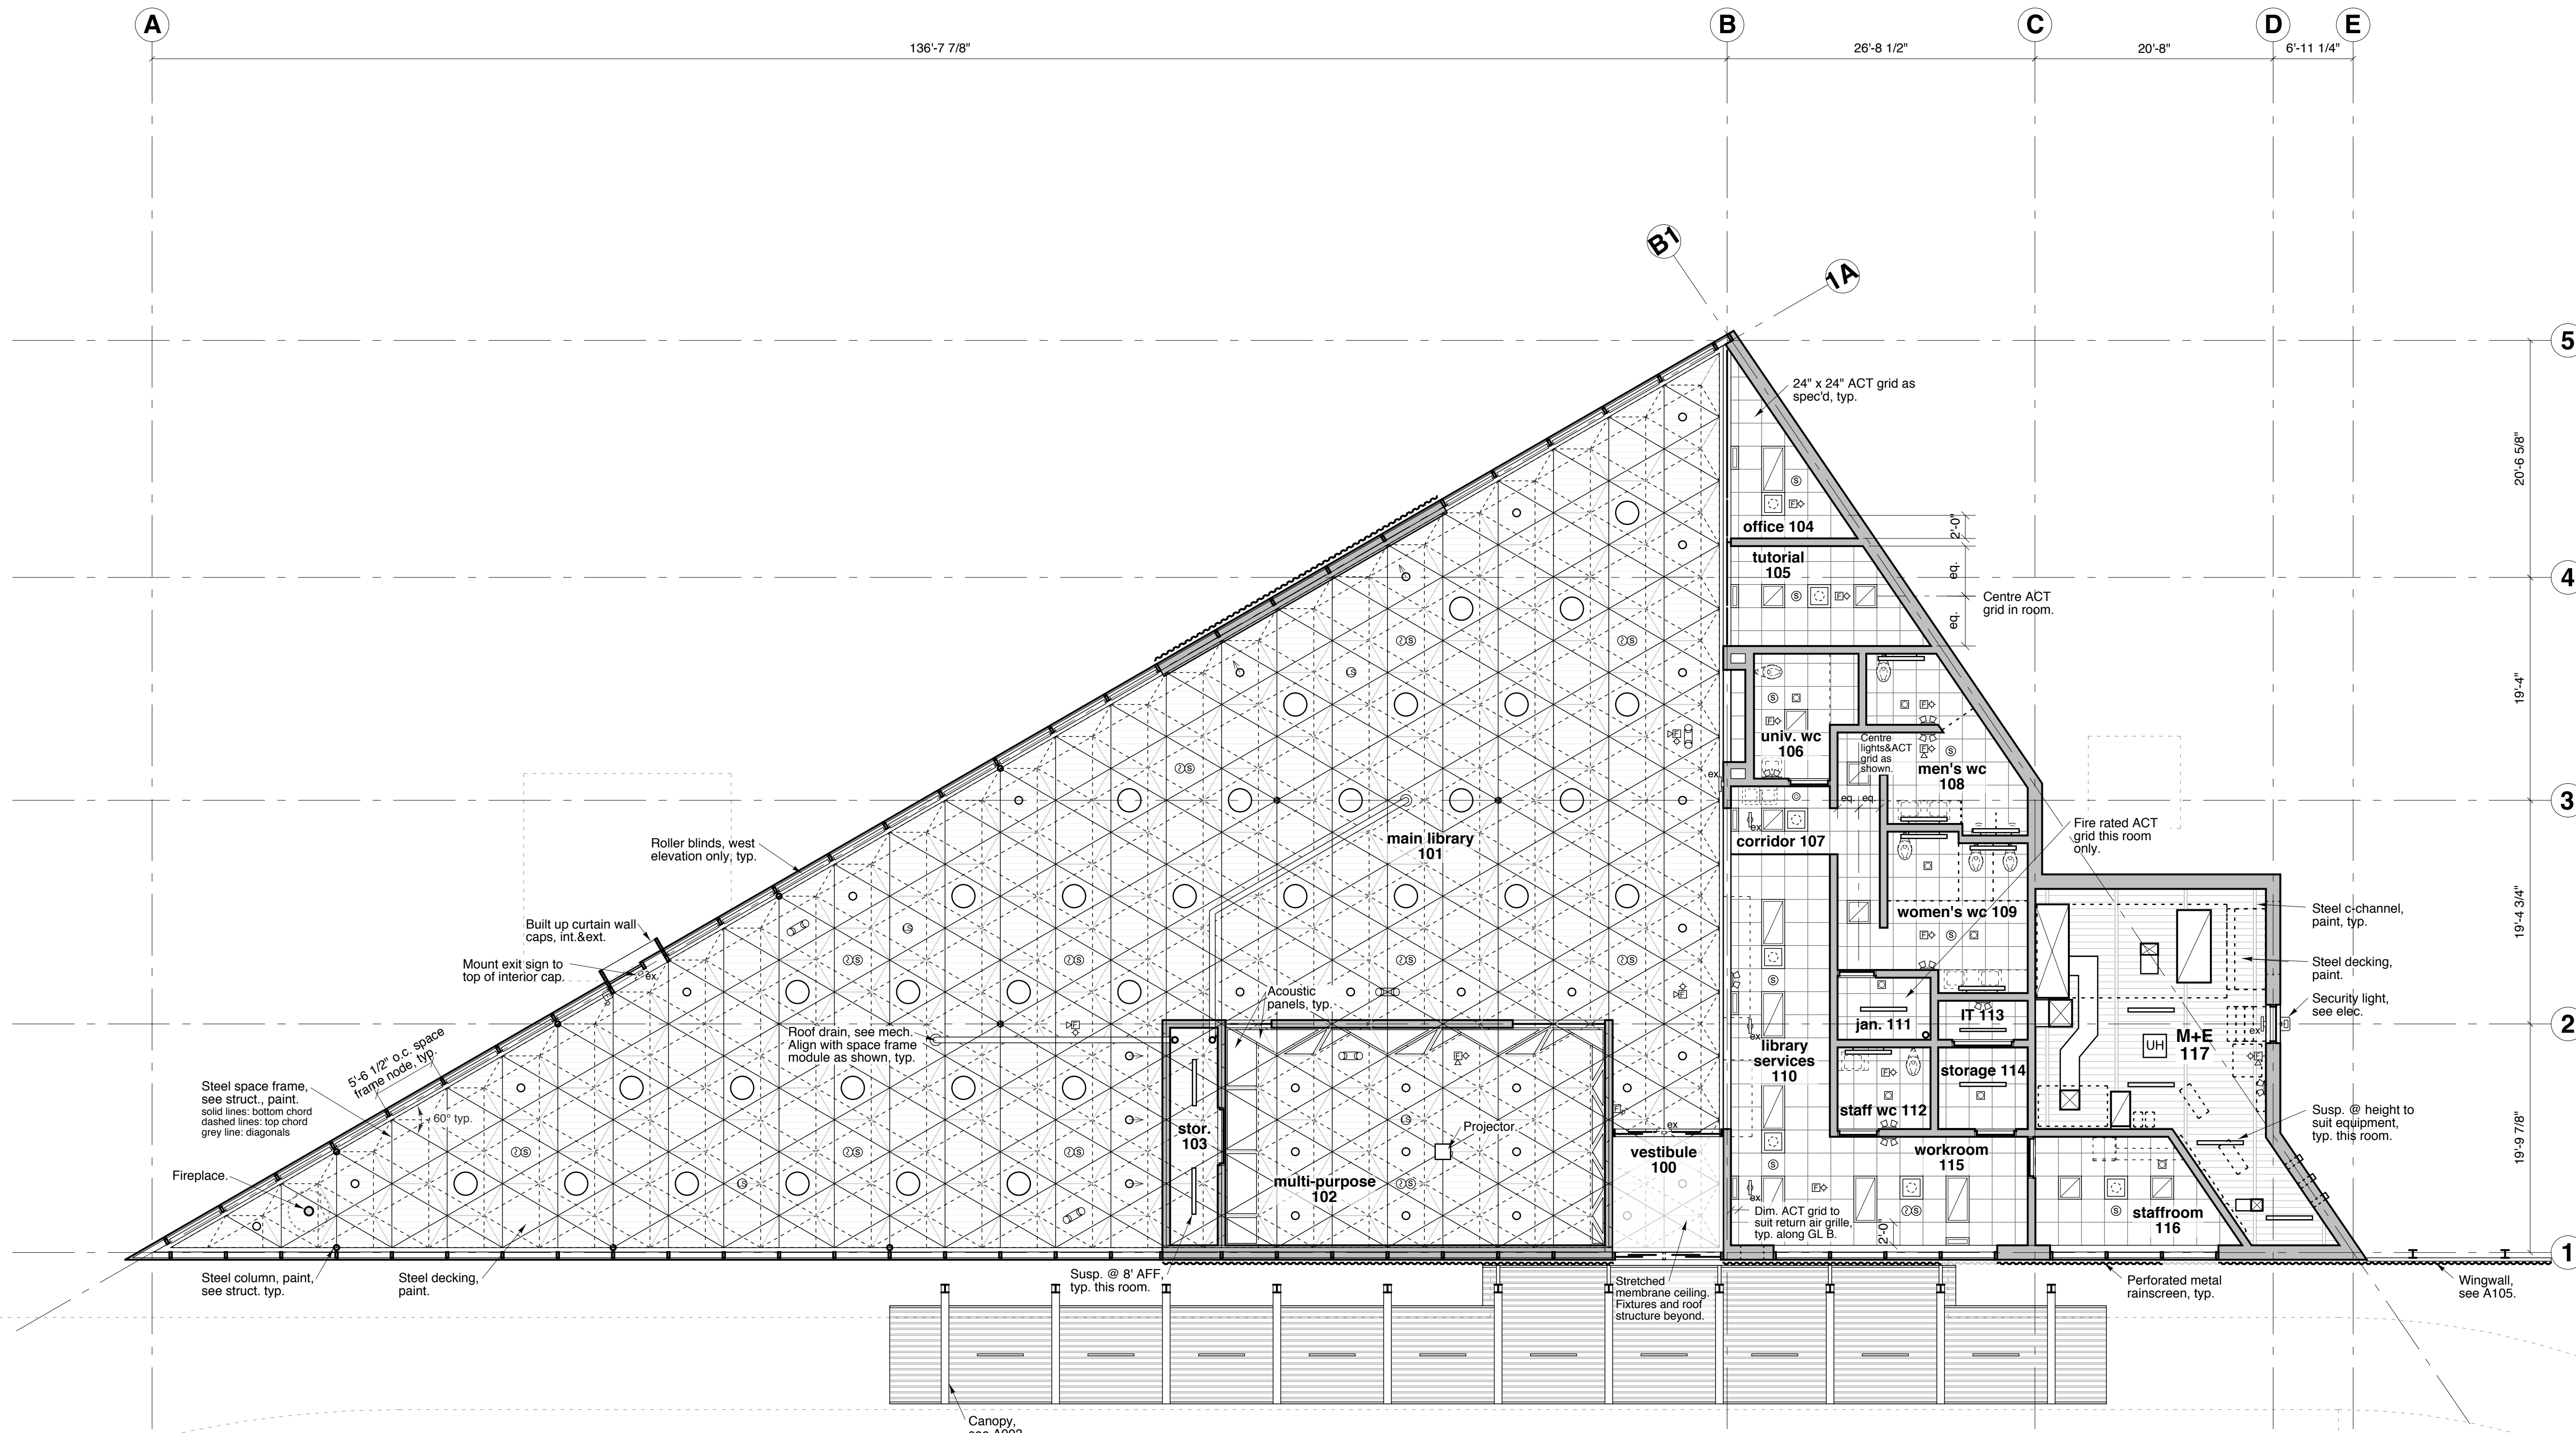 A
B
C
D
E
136'-7 7/8"
26'-8 1/2"
20'-8"
6'-11 1/4"
B1
1A
5
20'-6 5/8"
24" x 24" ACT grid as
spec'd, typ.
office 104
2'-0"
tutorial
105
eq.
eq.
4
Centre ACT
grid in room.
19'-4"
univ. wc
106
Centre
lights&ACT
grid as
shown.
men's wc
108
ex.
eq.
eq.
3
main library
101
ex
corridor 107
Fire rated ACT
grid this room
only.
Roller blinds, west
elevation only, typ.
women's wc 109
19'-4 3/4"
Steel c-channel,
paint, typ.
Built up curtain wall
caps, int.&ext.
Mount exit sign to
top of interior cap.
ex.
Steel decking,
paint.
Security light,
see elec.
Acoustic
panels, typ.
Roof drain, see mech.
Align with space frame
module as shown, typ.
jan. 111
IT 113
ex
M+E
117
UH
2
ex
library
services
110
5'-6 1/2" o.c. space
frame node, typ.
Steel space frame,
see struct., paint.
solid lines: bottom chord
dashed lines: top chord
grey line: diagonals
60° typ.
storage 114
staff wc 112
Susp. @ height to
suit equipment,
typ. this room.
stor.
103
Projector.
ex
vestibule
100
workroom
115
19'-9 7/8"
Fireplace.
multi-purpose
102
ex
Dim. ACT grid to
suit return air grille,
typ. along GL B.
2'-0"
staffroom
116
1
Steel column, paint,
see struct. typ.
Steel decking,
paint.
Susp. @ 8' AFF,
typ. this room.
Stretched
membrane ceiling.
Fixtures and roof
structure beyond.
Perforated metal
rainscreen, typ.
Wingwall,
see A105.
Canopy,